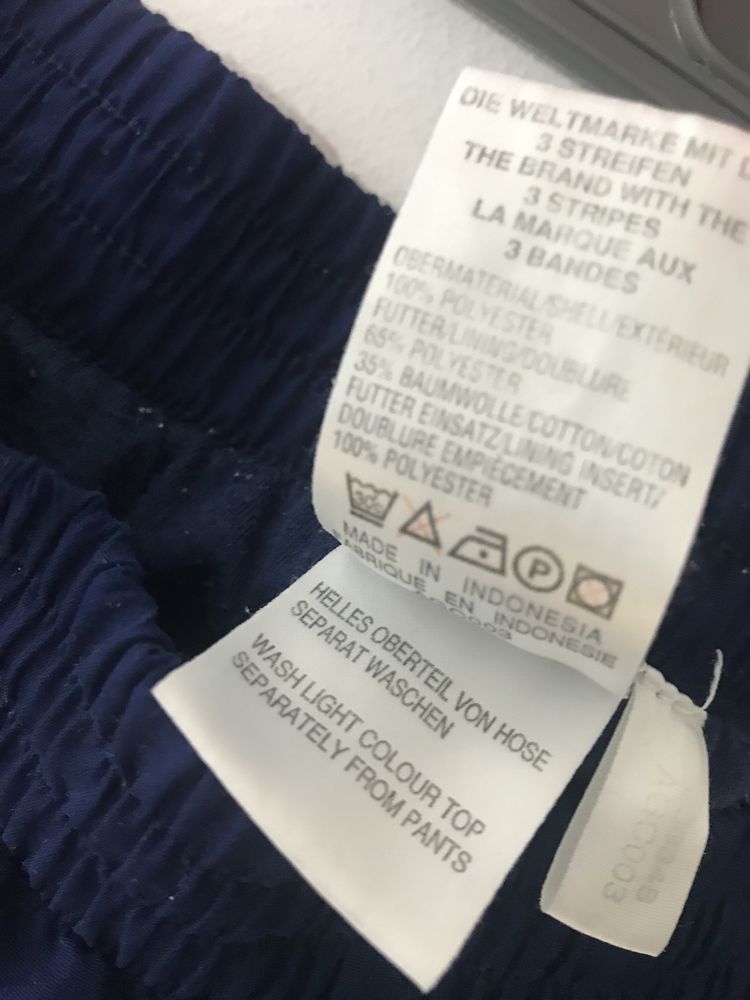 DIE WELTMARKE MIT D
3 STREIFEN
THE BRAND WITH THE
3 STRIPES
LA MARQUE AUX
3 BANDES
OBERMATERIAL/SHELL/EXTÉRIEUR
100% POLYESTER
FUTTER/LINING/DOUBLURE
65% POLYESTER
35% BAUMWOLLE/COTTON/COTON
FUTTER EINSATZ/LINING INSERT/
DOUBLURE EMPIÈCEMENT
100% POLYESTER
P
MADE IN INDONESIA
FABRIQUE EN INDONESIE
HELLES OBERTEIL VON HOSE
SEPARAT WASCHEN
WASH LIGHT COLOUR TOP
SEPARATELY FROM PANTS
AGC003